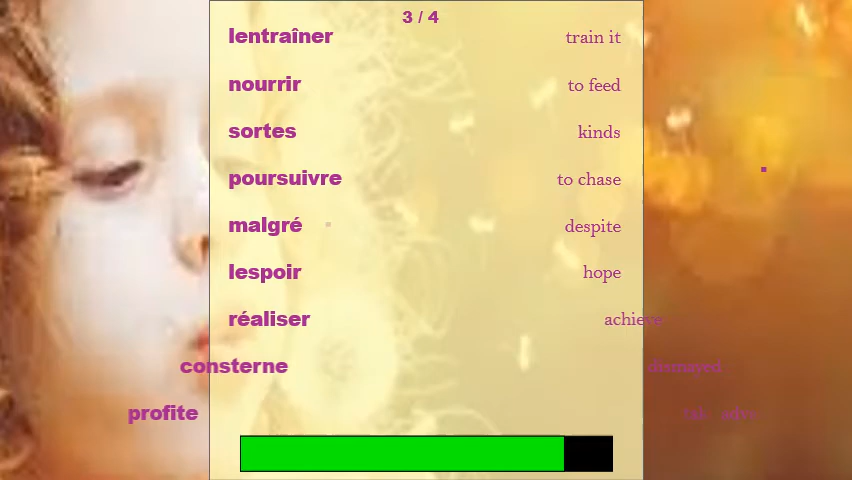 3 / 4
lentraîner train it
nourrir to feed
sortes kinds
poursuivre to chase
malgré despite
lespoir hope
réaliser achieve
consterne dismayed
profite